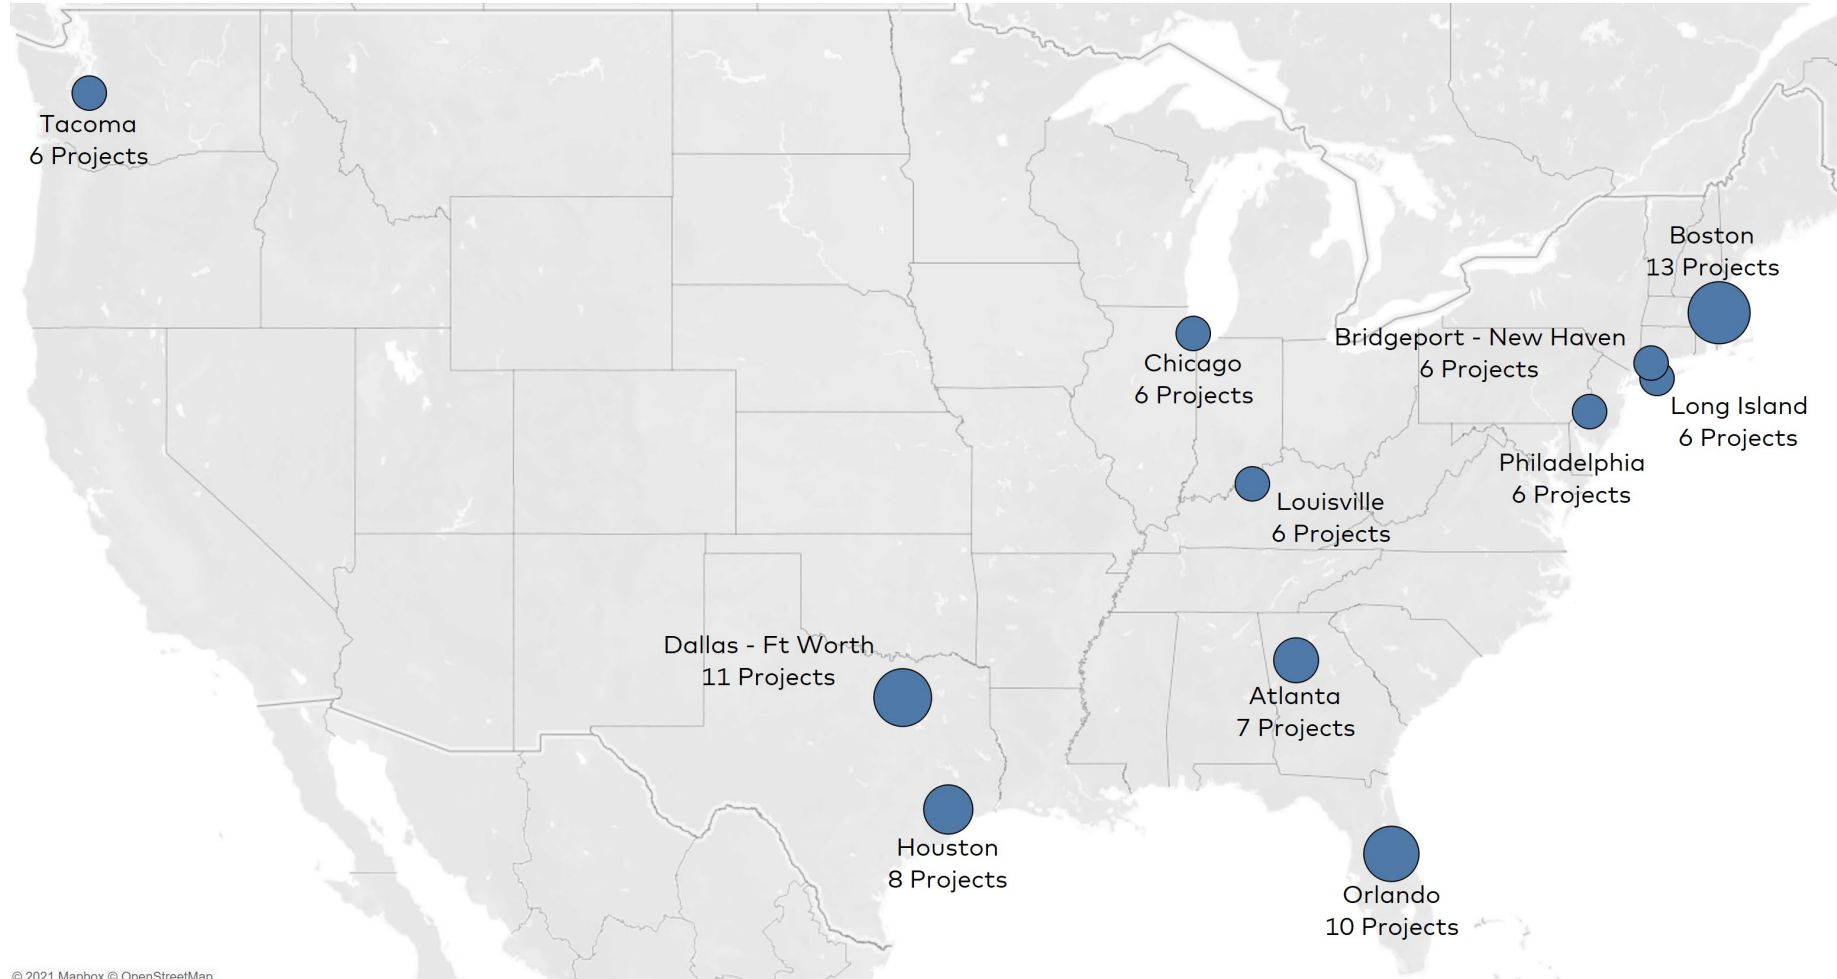 Tacoma
6 Projects
Boston
13 Projects
Bridgeport - New Haven
6 Projects
Chicago
6 Projects
Long Island
6 Projects
Philadelphia
6 Projects
Louisville
6 Projects
Dallas - Ft Worth
11 Projects
Atlanta
7 Projects
Houston
8 Projects
Orlando
10 Projects
© 2021 Mapbox © OpenStreetMap